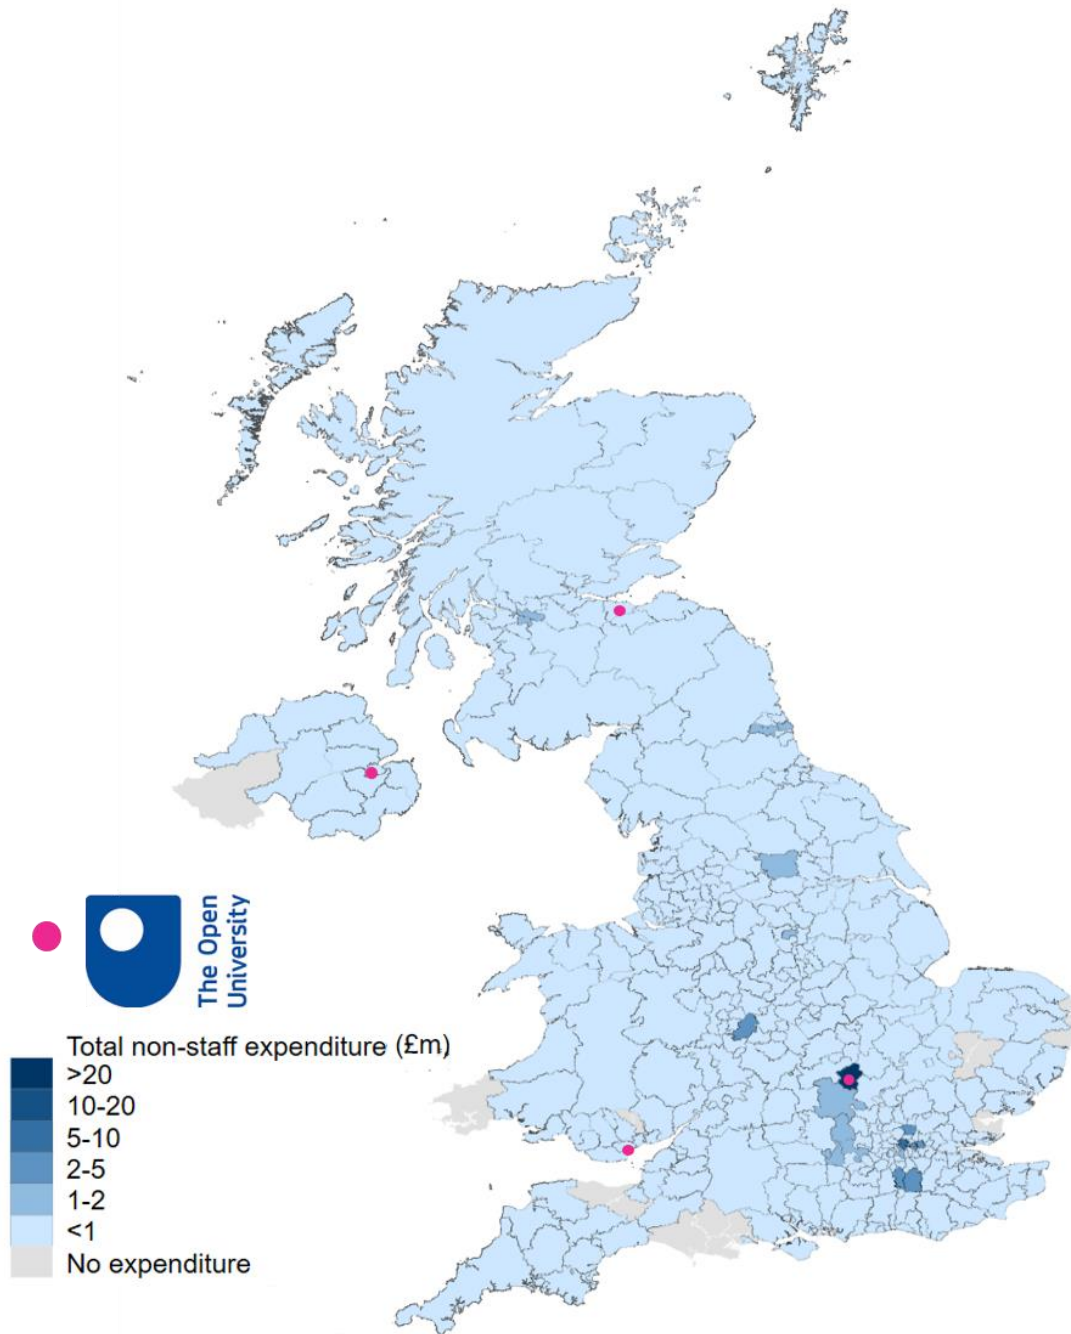 The Open
University
Total non-staff expenditure (£m)
>20
10-20
5-10
2-5
1-2
<1
No expenditure